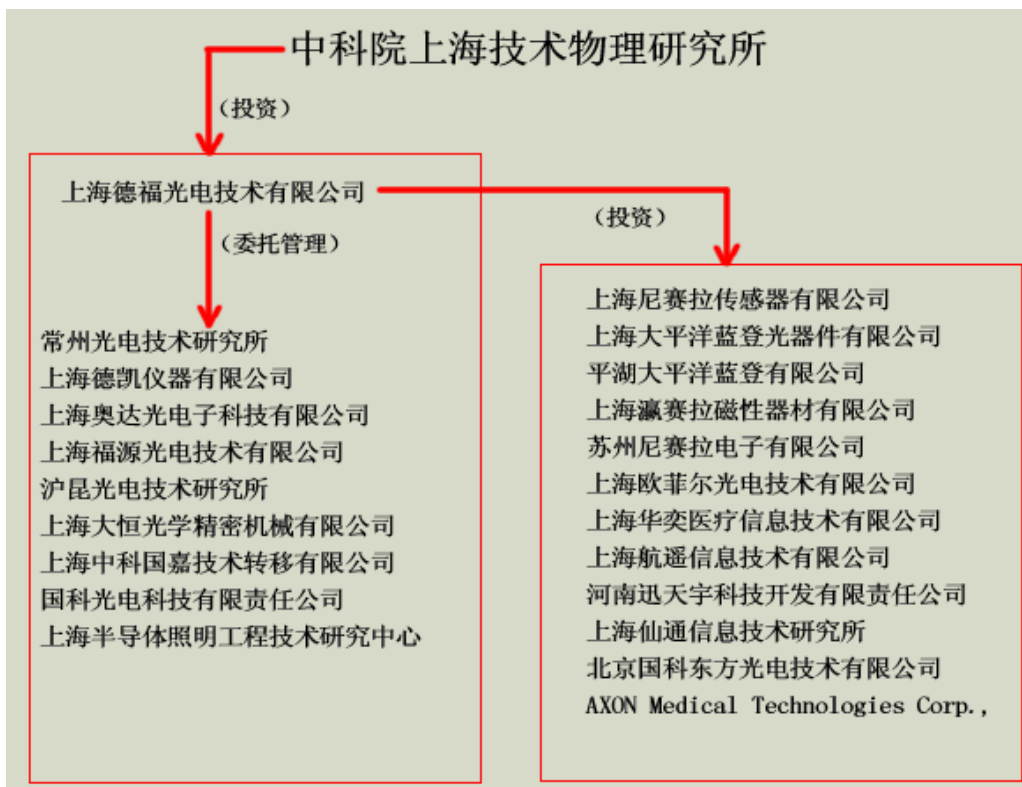 中科院上海技术物理研究所
（投资）
上海德福光电技术有限公司
（委托管理）
常州光电技术研究所
上海德凯仪器有限公司
上海奥达光电子科技有限公司
上海福源光电技术有限公司
沪昆光电技术研究所
上海大恒光学精密机械有限公司
上海中科国嘉技术转移有限公司
国科光电科技有限责任公司
上海半导体照明工程技术研究中心
（投资）
上海尼赛拉传感器有限公司
上海大平洋蓝登光器件有限公司
平湖大平洋蓝登有限公司
上海瀛赛拉磁性器材有限公司
苏州尼赛拉电子有限公司
上海欧菲尔光电技术有限公司
上海华奕医疗信息技术有限公司
上海航遥信息技术有限公司
河南迅天宇科技开发有限责任公司
上海仙通信息技术研究所
北京国科东方光电技术有限公司
AXON Medical Technologies Corp.,